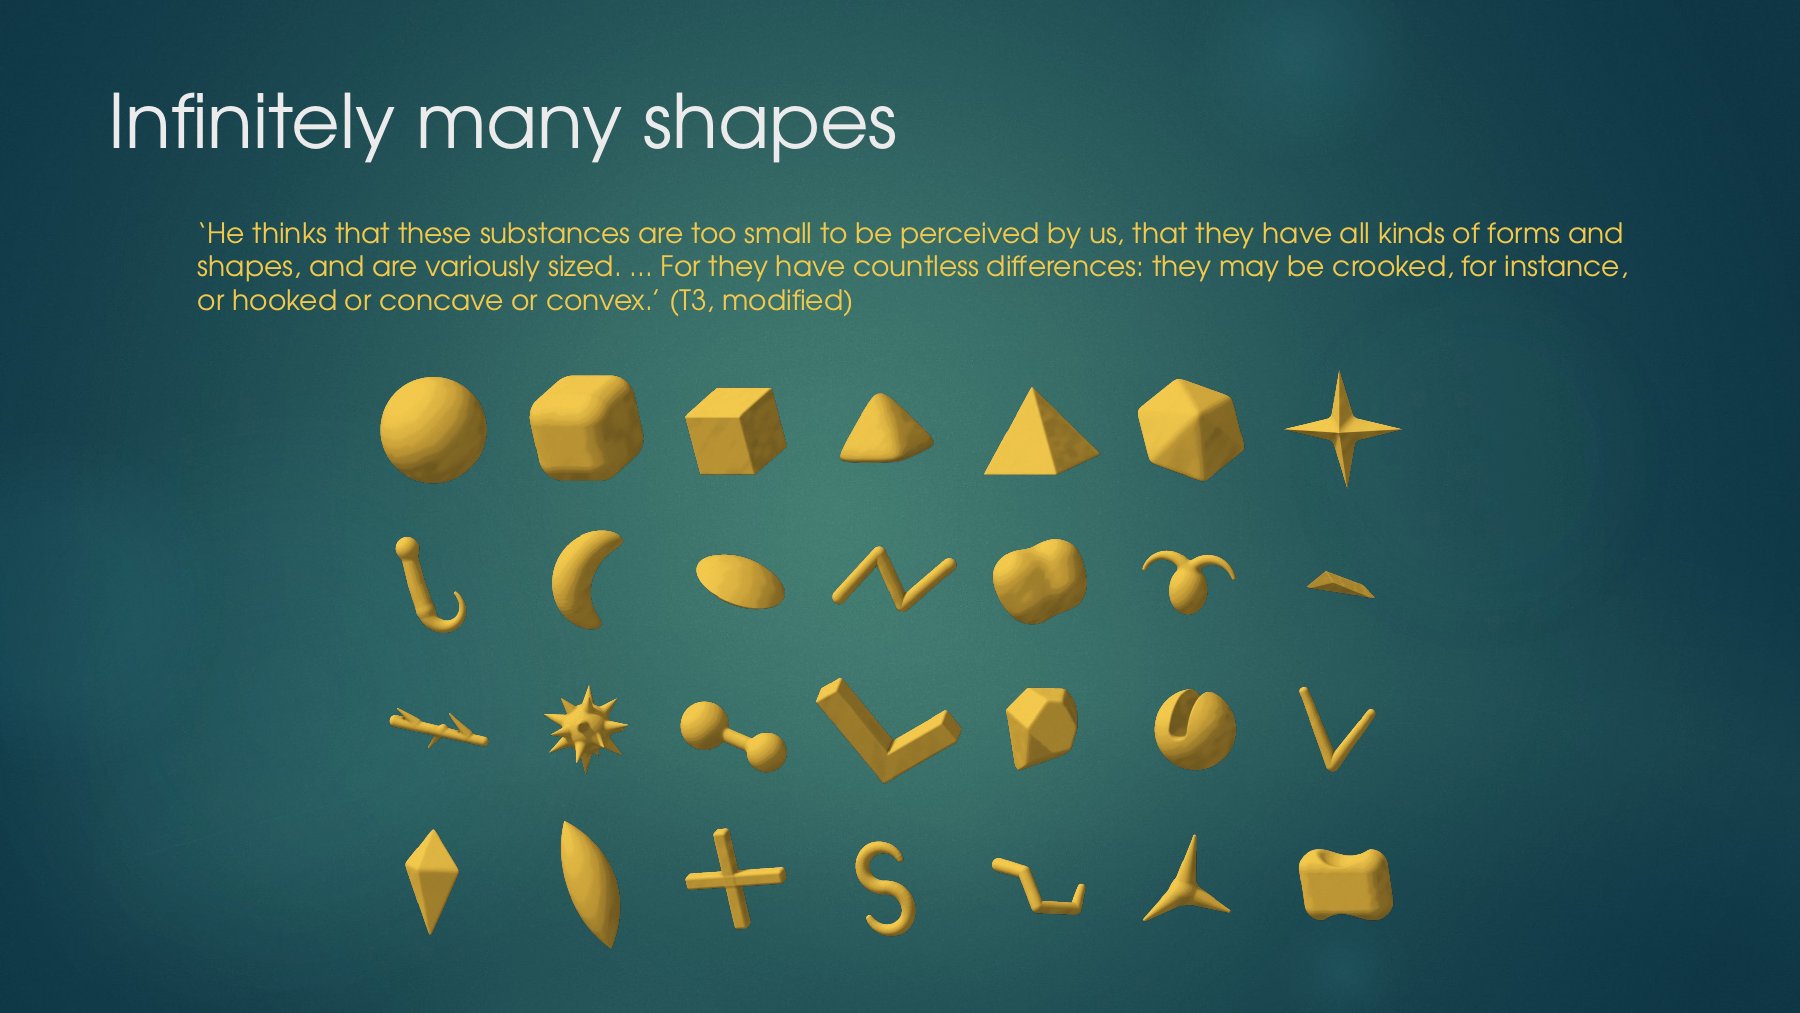 Infinitely many shapes
‘He thinks that these substances are too small to be perceived by us, that they have all kinds of forms and
shapes, and are variously sized. ... For they have countless differences: they may be crooked, for instance,
or hooked or concave or convex.’ (T3, modified)